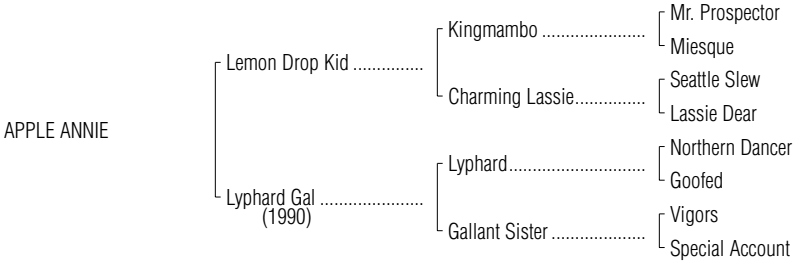 Mr. Prospector
Kingmambo ......................
Miesque
Lemon Drop Kid ...............
Seattle Slew
Charming Lassie...............
Lassie Dear
APPLE ANNIE
Northern Dancer
Lyphard.............................
Goofed
Lyphard Gal ......................
(1990)
Vigors
Gallant Sister ....................
Special Account